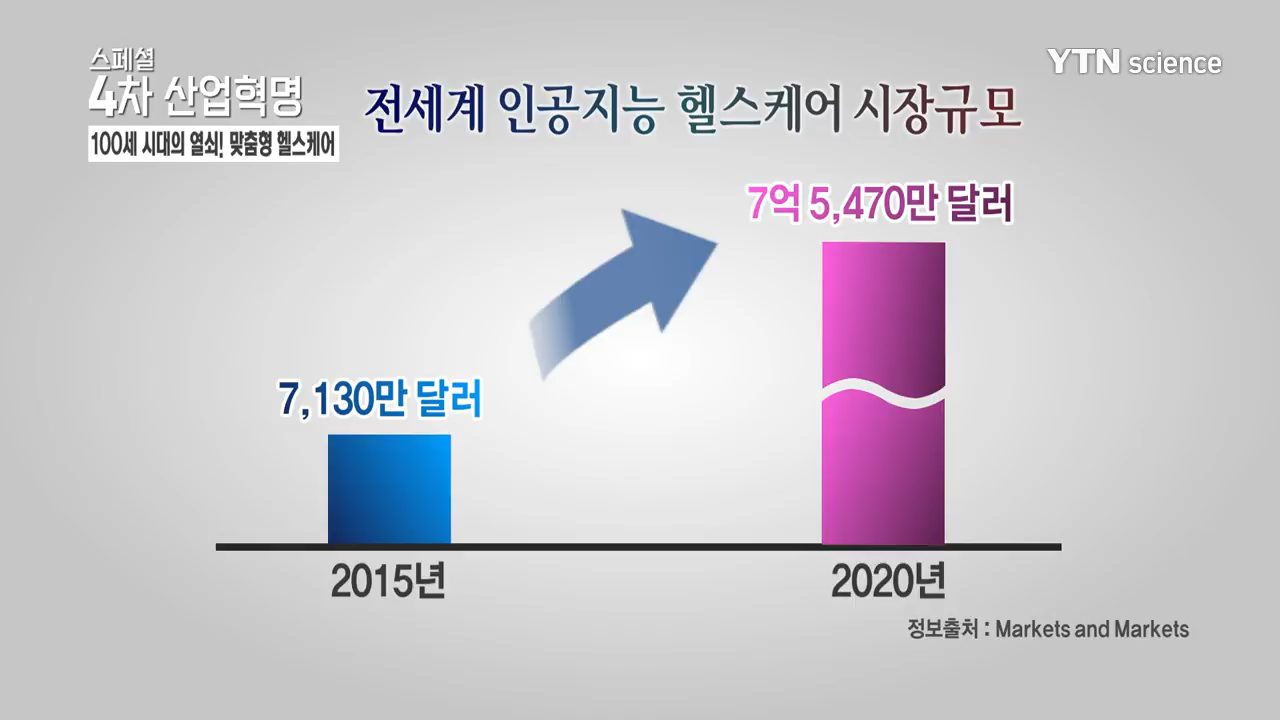 스페셜
4차 산업혁명
100세 시대의 열쇠! 맞춤형 헬스케어
YTN science
전세계 인공지능 헬스케어 시장규모
7억 5,470만 달러
7,130만 달러
2015년
2020년
정보출처 : Markets and Markets